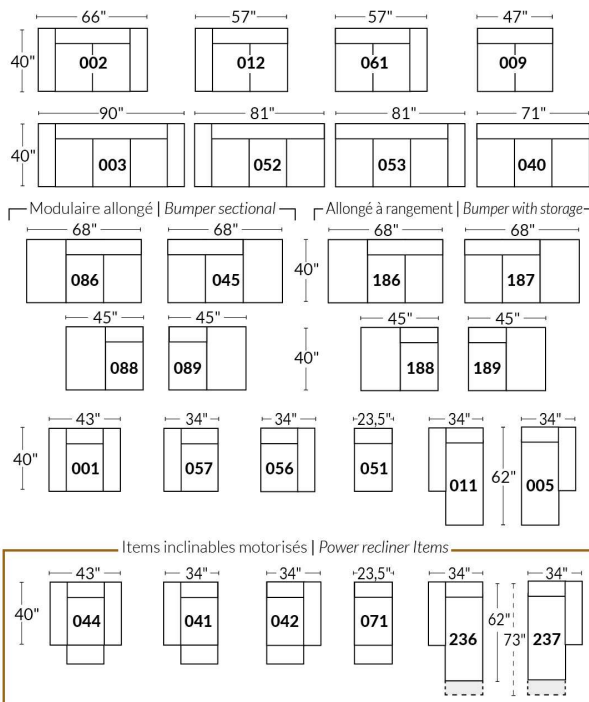 66" 57" 57" 47"
40" 002 012 061 009
90" 81" 81" 71"
40" 003 052 053 040
Modulaire allongé | Bumper sectional Allongé à rangement | Bumper with storage
68" 68" 68" 68"
086 045 40" 186 187
45" 45" 45" 45"
088 089 40" 188 189
43" 34" 34" 23,5" 34" 34"
40" 001 057 056 051 011 62" 005
Items inclinables motorisés | Power recliner Items
43" 34" 34" 23,5" 34" 34"
40" 044 041 042 071 236 62" 73" 237